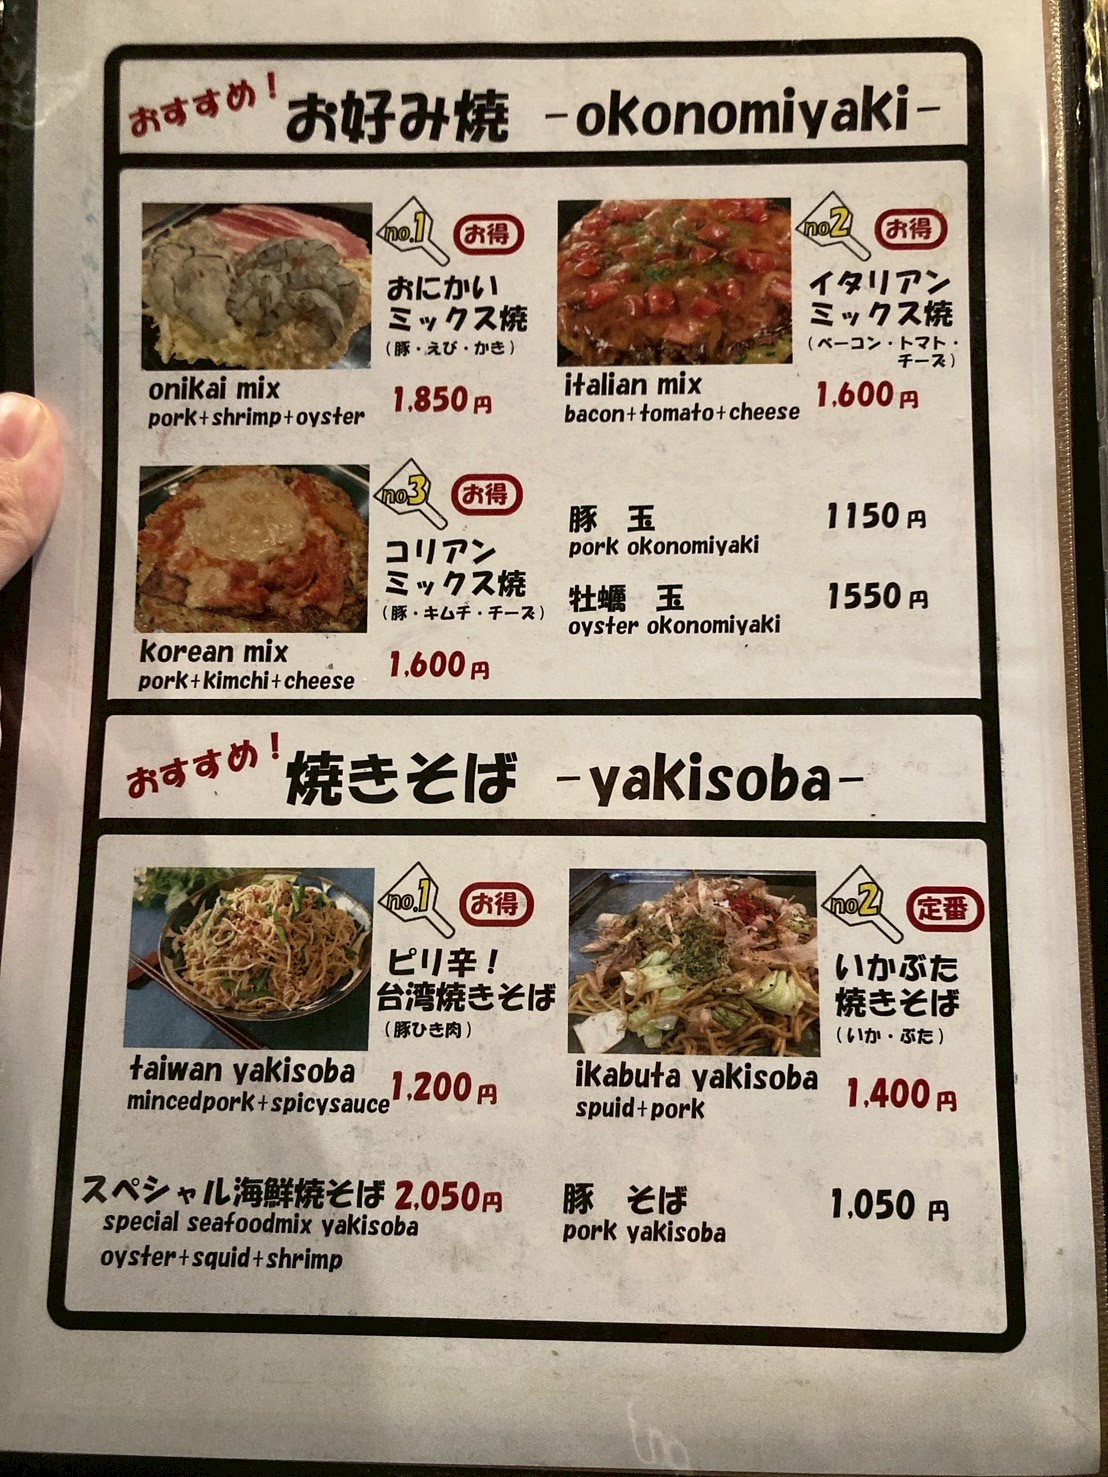 おすすめ！ お好み焼 -okonomiyaki-
no.1 お得
おにかい
ミックス焼
（豚・えび・かき）
onikai mix
pork+shrimp+oyster
1,850円
no2 お得
イタリアン
ミックス焼
（ベーコン・トマト・
チーズ）
italian mix
bacon+tomato+cheese
1,600円
no3 お得
コリアン
ミックス焼
（豚・キムチ・チーズ）
Korean mix
pork+kimchi+cheese
1,600円
豚　玉 1150円
pork okonomiyaki
牡蠣　玉 1550円
oyster okonomiyaki
おすすめ！ 焼きそば -yakisoba-
no.1 お得
ピリ辛！
台湾焼きそば
（豚ひき肉）
taiwan yakisoba
mincedpork+spicysauce
1,200円
no2 定番
いかぶた
焼きそば
（いか・ぶた）
ikabuta yakisoba
spuid+pork
1,400円
スペシャル海鮮焼そば 2,050円
special seafoodmix yakisoba
oyster+squid+shrimp
豚　そば 1,050円
pork yakisoba